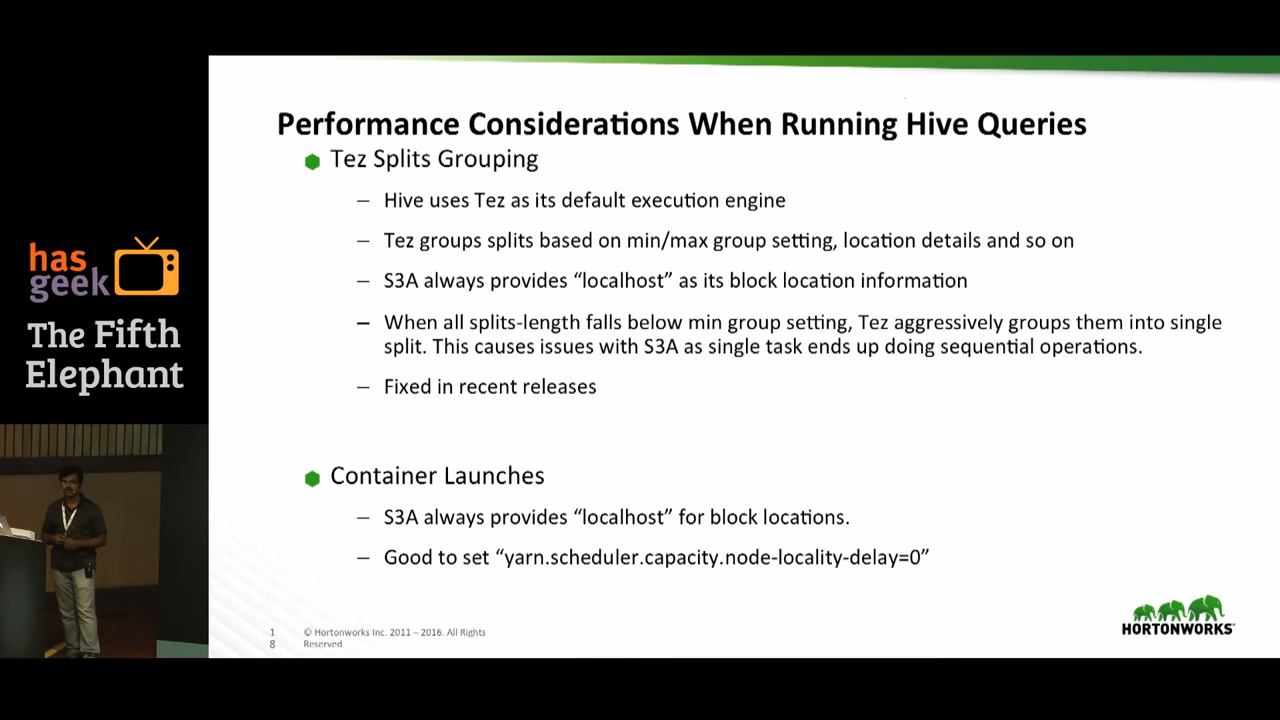 has
geek
The Fifth
Elephant
Performance Considerations When Running Hive Queries
Tez Splits Grouping
– Hive uses Tez as its default execution engine
– Tez groups splits based on min/max group setting, location details and so on
– S3A always provides “localhost” as its block location information
– When all splits-length falls below min group setting, Tez aggressively groups them into single
split. This causes issues with S3A as single task ends up doing sequential operations.
– Fixed in recent releases
Container Launches
– S3A always provides “localhost” for block locations.
– Good to set “yarn.scheduler.capacity.node-locality-delay=0”
1
8
© Hortonworks Inc. 2011 – 2016. All Rights
Reserved
HORTONWORKS